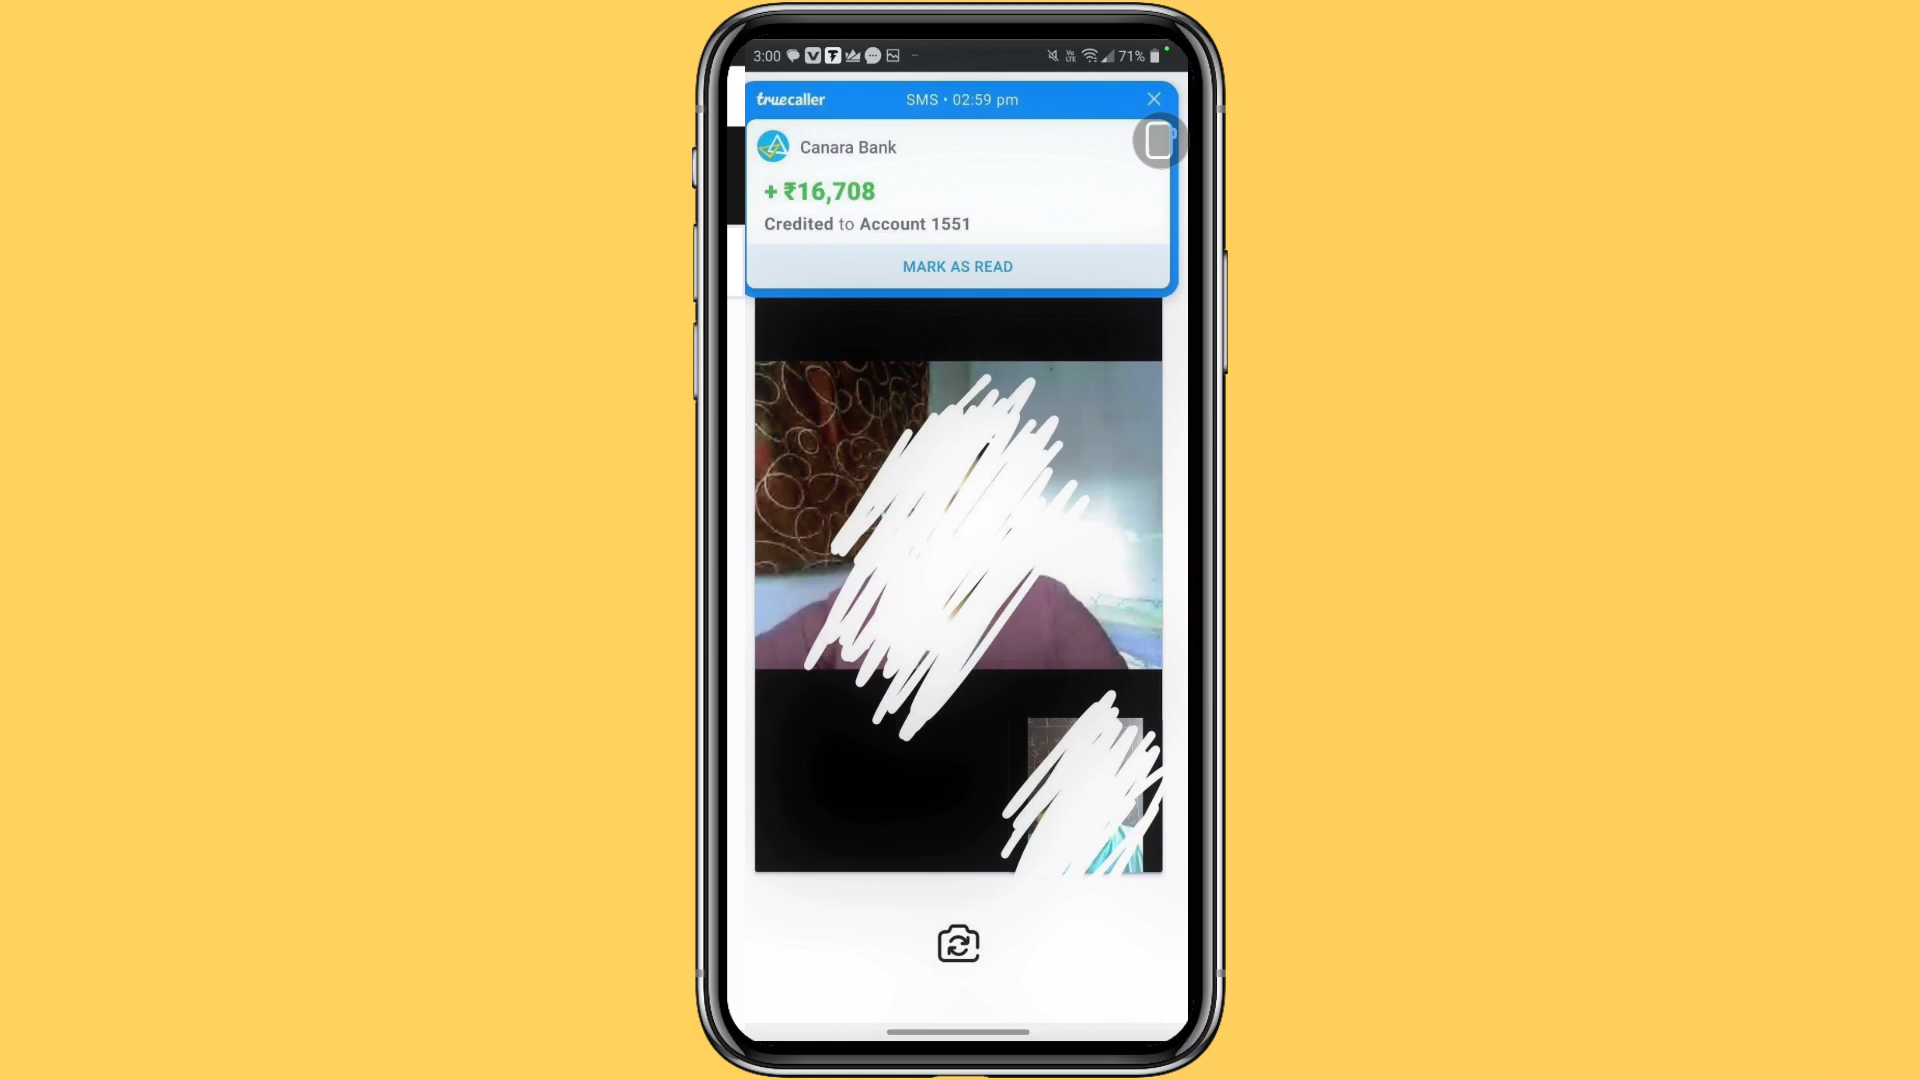 3:00 71%
truecaller SMS • 02:59 pm
Canara Bank
+ ₹16,708
Credited to Account 1551
MARK AS READ